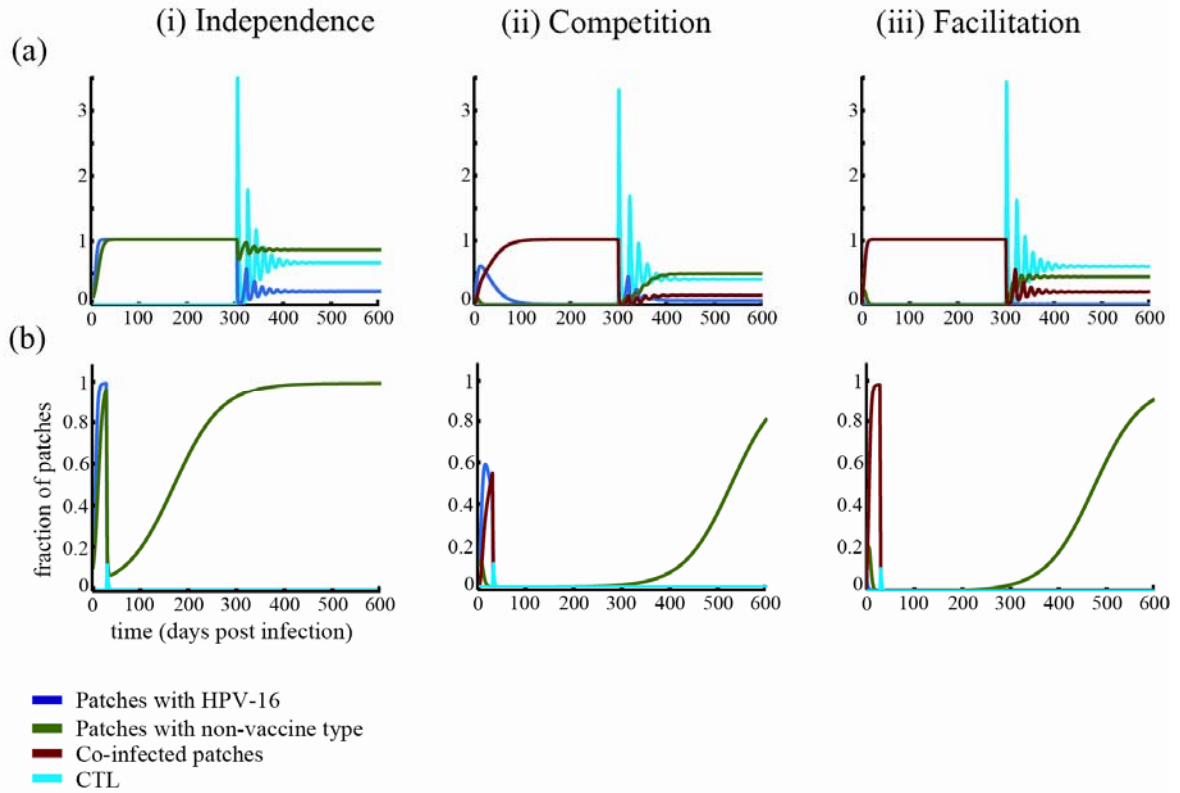 (i) Independence (ii) Competition (iii) Facilitation
(a)
3 3 3
2 2 2
1 1 1
0 0 0
0 100 200 300 400 500 600 0 100 200 300 400 500 600 0 100 200 300 400 500 600
(b)
1 1 1
0.8 0.8 0.8
0.6 0.6 0.6
0.4 0.4 0.4
0.2 0.2 0.2
0 0 0
fraction of patches
0 100 200 300 400 500 600 0 100 200 300 400 500 600 0 100 200 300 400 500 600
time (days post infection)
Patches with HPV-16
Patches with non-vaccine type
Co-infected patches
CTL